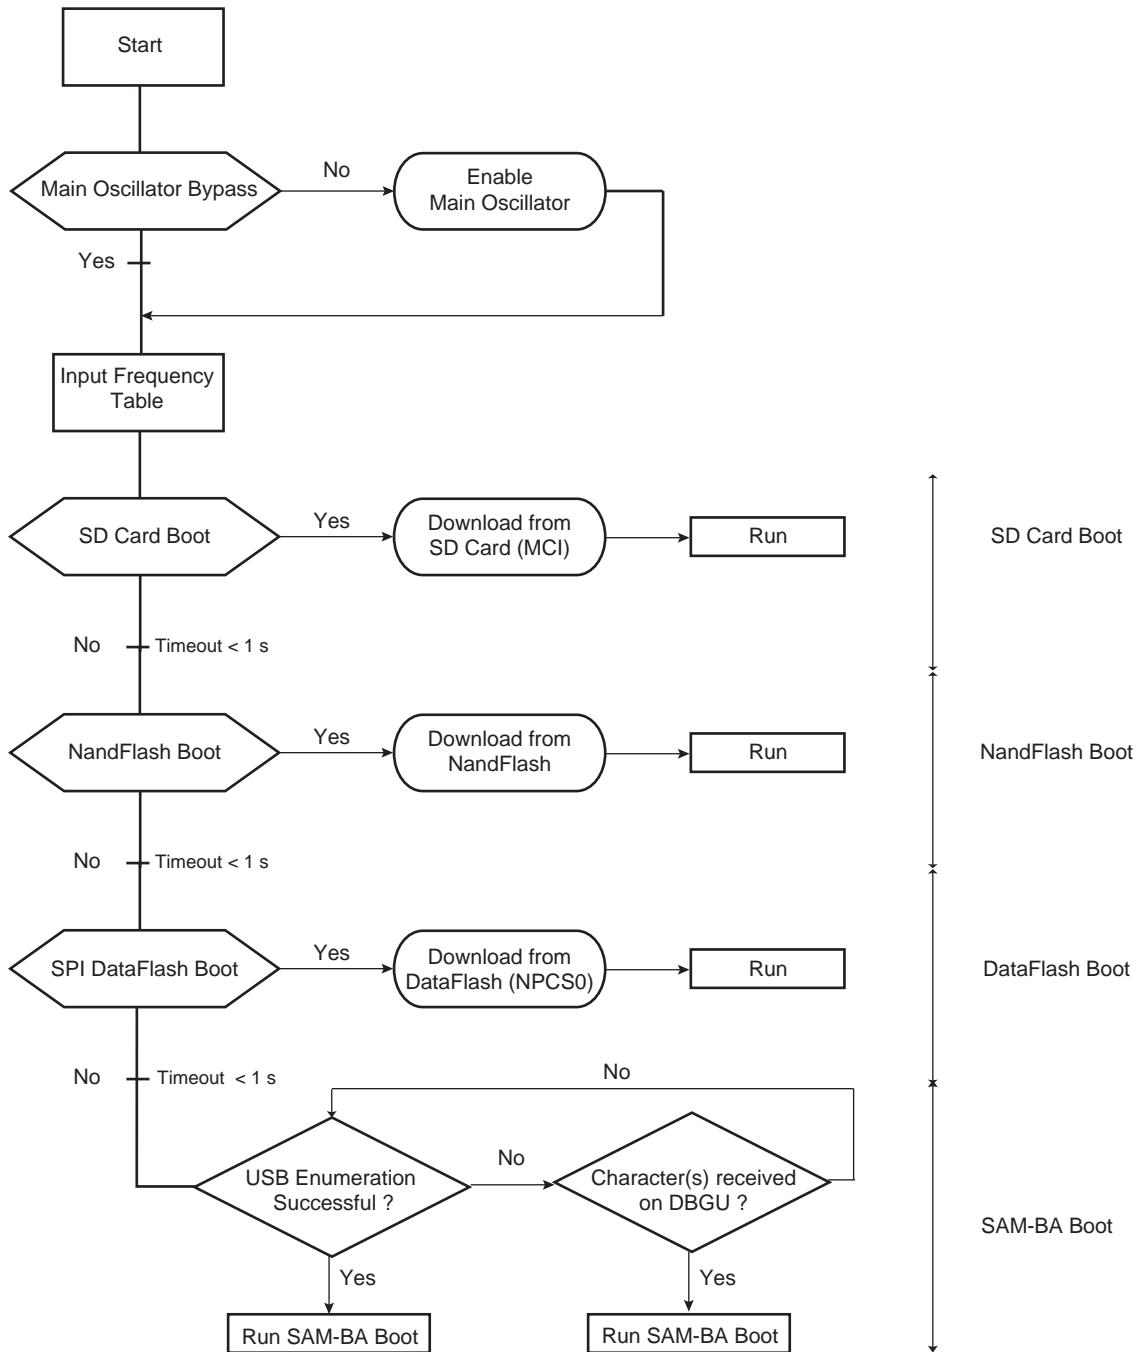 Start
Main Oscillator Bypass
No
Enable
Main Oscillator
Yes
Input Frequency
Table
SD Card Boot
Yes
Download from
SD Card (MCI)
Run
SD Card Boot
No
Timeout < 1 s
NandFlash Boot
Yes
Download from
NandFlash
Run
NandFlash Boot
No
Timeout < 1 s
SPI DataFlash Boot
Yes
Download from
DataFlash (NPCS0)
Run
DataFlash Boot
No
Timeout < 1 s
No
USB Enumeration
Successful ?
No
Character(s) received
on DBGU ?
SAM-BA Boot
Yes
Yes
Run SAM-BA Boot
Run SAM-BA Boot